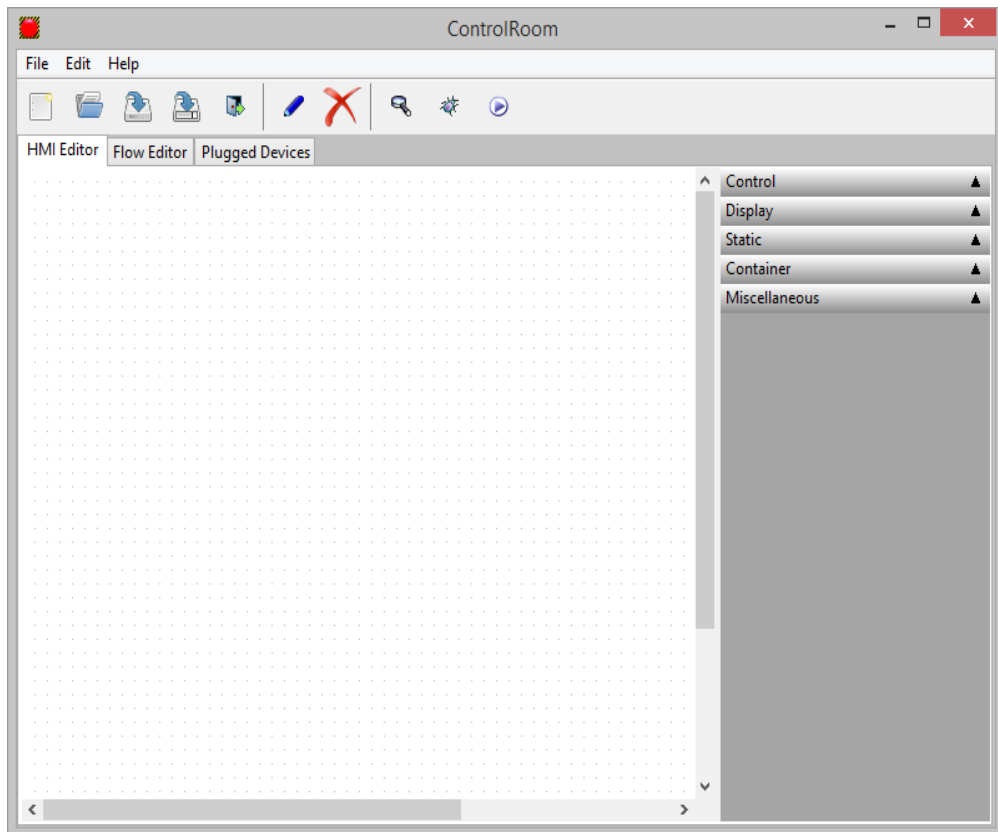 ControlRoom
File Edit Help
HMI Editor Flow Editor Plugged Devices
Control
Display
Static
Container
Miscellaneous